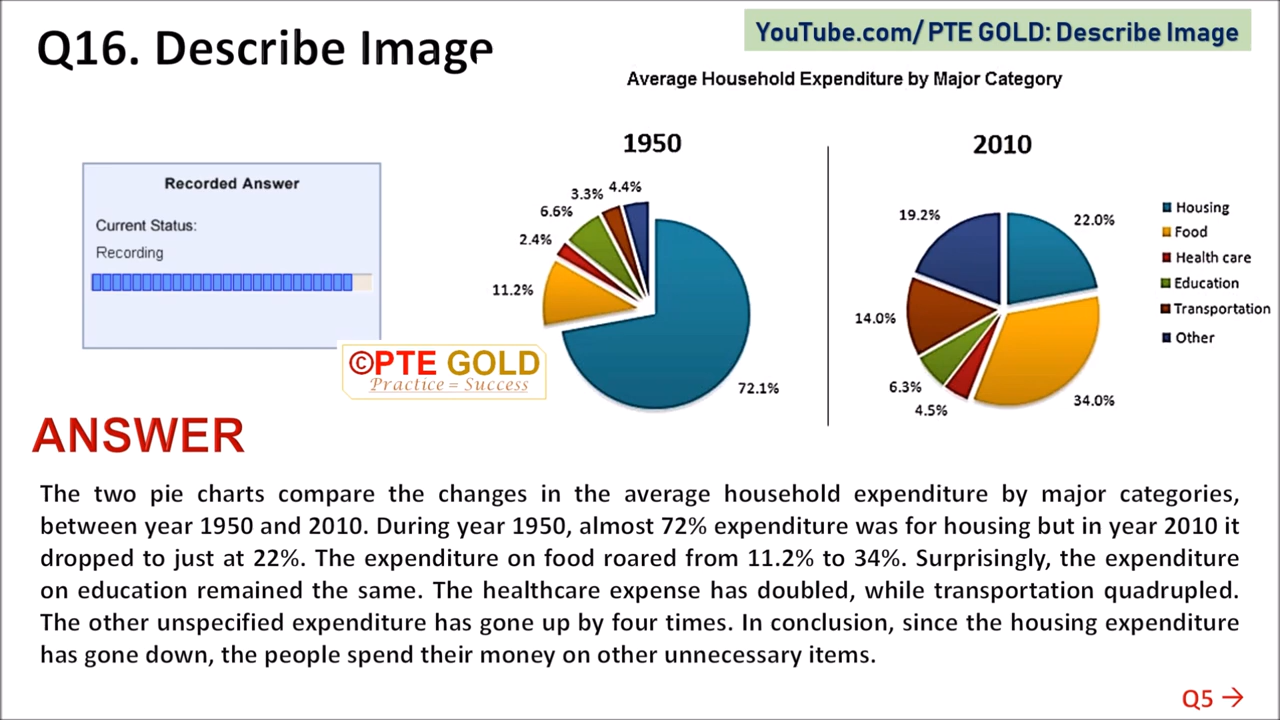 Q16. Describe Image
YouTube.com/ PTE GOLD: Describe Image
Average Household Expenditure by Major Category
Recorded Answer
Current Status:
Recording
1950
4.4%
3.3%
6.6%
2.4%
11.2%
72.1%
2010
19.2%
22.0%
14.0%
6.3%
4.5%
34.0%
Housing
Food
Health care
Education
Transportation
Other
©PTE GOLD
Practice = Success
ANSWER
The two pie charts compare the changes in the average household expenditure by major categories,
between year 1950 and 2010. During year 1950, almost 72% expenditure was for housing but in year 2010 it
dropped to just at 22%. The expenditure on food roared from 11.2% to 34%. Surprisingly, the expenditure
on education remained the same. The healthcare expense has doubled, while transportation quadrupled.
The other unspecified expenditure has gone up by four times. In conclusion, since the housing expenditure
has gone down, the people spend their money on other unnecessary items.
Q5 →